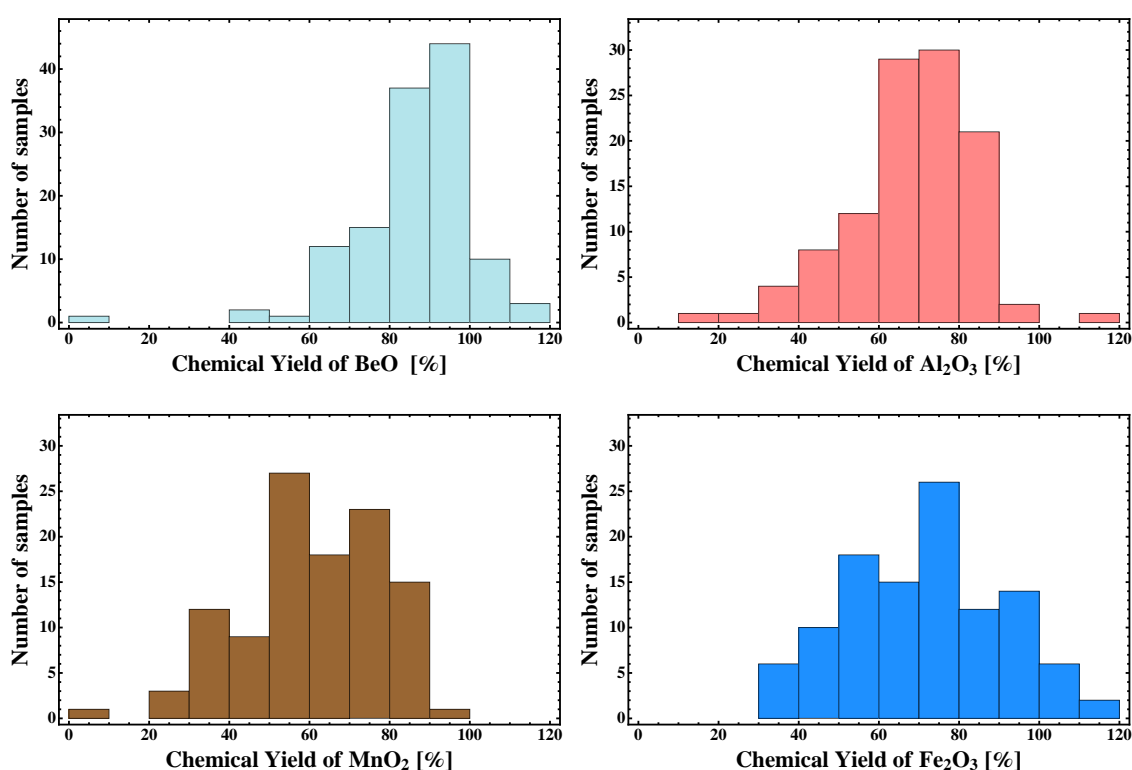 Number of samples
40
30
20
10
0
0 20 40 60 80 100 120
Chemical Yield of BeO [%]
Number of samples
30
25
20
15
10
5
0
0 20 40 60 80 100 120
Chemical Yield of Al₂O₃ [%]
Number of samples
30
25
20
15
10
5
0
0 20 40 60 80 100 120
Chemical Yield of MnO₂ [%]
Number of samples
30
25
20
15
10
5
0
0 20 40 60 80 100 120
Chemical Yield of Fe₂O₃ [%]